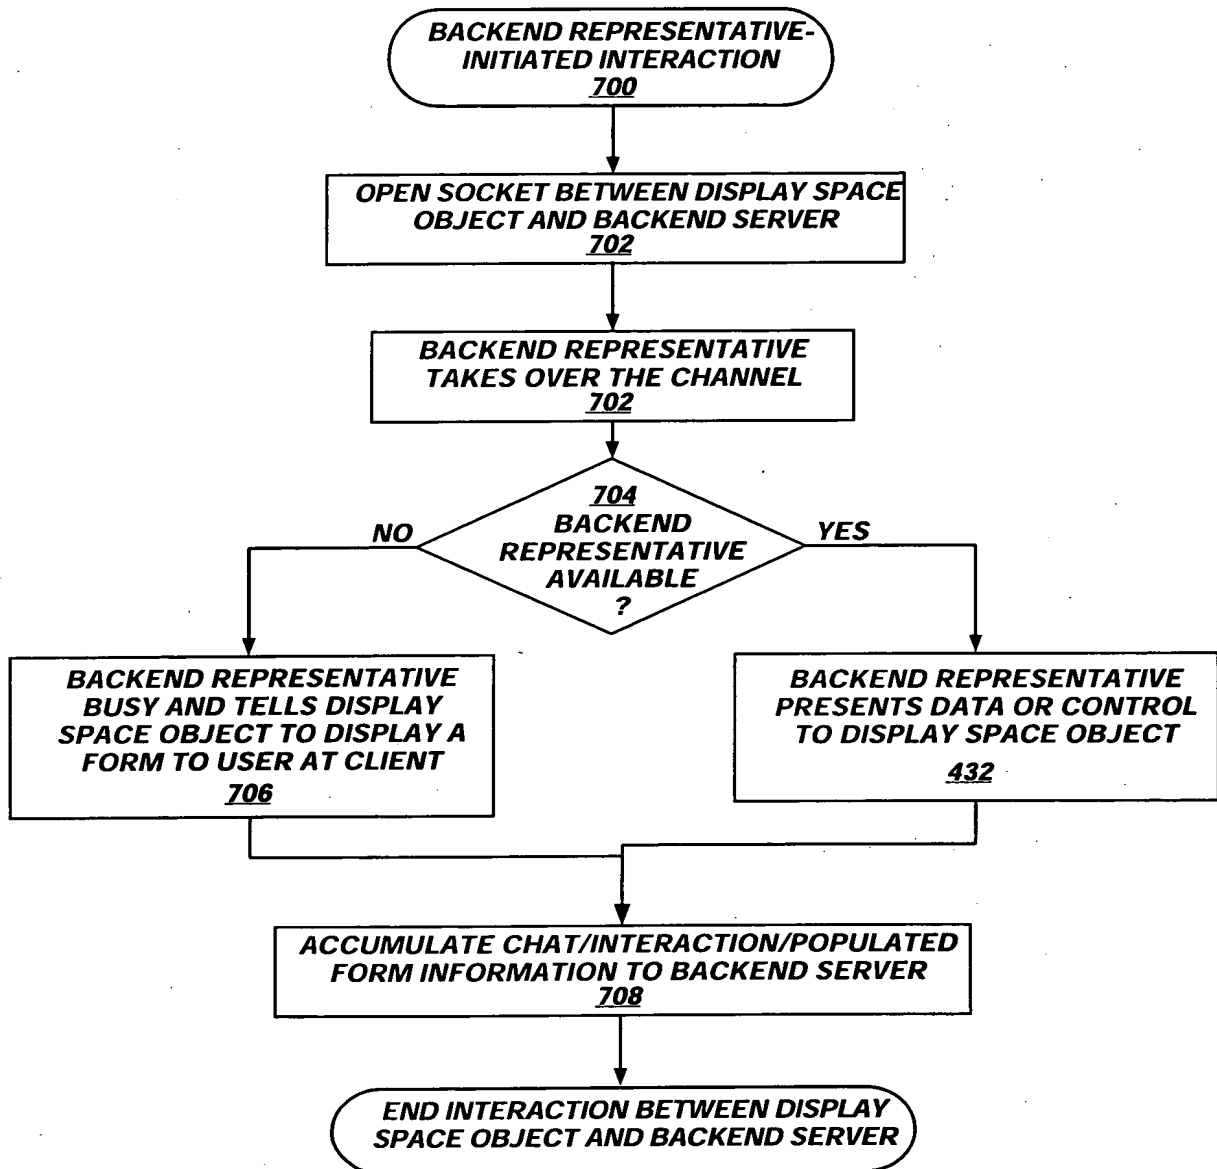 BACKEND REPRESENTATIVE-
INITIATED INTERACTION
700
OPEN SOCKET BETWEEN DISPLAY SPACE
OBJECT AND BACKEND SERVER
702
BACKEND REPRESENTATIVE
TAKES OVER THE CHANNEL
702
704
BACKEND
REPRESENTATIVE
AVAILABLE
?
NO
YES
BACKEND REPRESENTATIVE
BUSY AND TELLS DISPLAY
SPACE OBJECT TO DISPLAY A
FORM TO USER AT CLIENT
706
BACKEND REPRESENTATIVE
PRESENTS DATA OR CONTROL
TO DISPLAY SPACE OBJECT
432
ACCUMULATE CHAT/INTERACTION/POPULATED
FORM INFORMATION TO BACKEND SERVER
708
END INTERACTION BETWEEN DISPLAY
SPACE OBJECT AND BACKEND SERVER